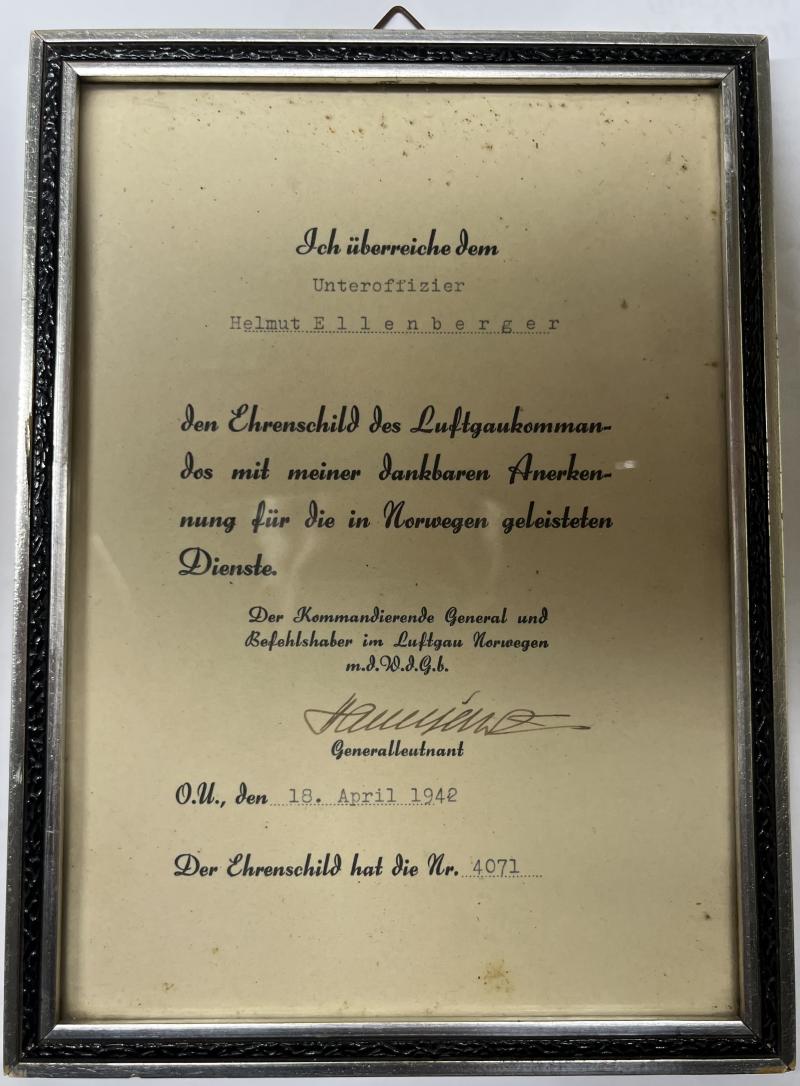 Ich überreiche dem
Unteroffizier
Helmut E l l e n b e r g e r
den Ehrenschild des Luftgaukomman-
dos mit meiner dankbaren Anerken-
nung für die in Norwegen geleisteten
Dienste.
Der Kommandierende General und
Befehlshaber im Luftgau Norwegen
m.d.W.d.G.b.
Generalleutnant
O.U., den 18. April 1942
Der Ehrenschild hat die Nr. 4071